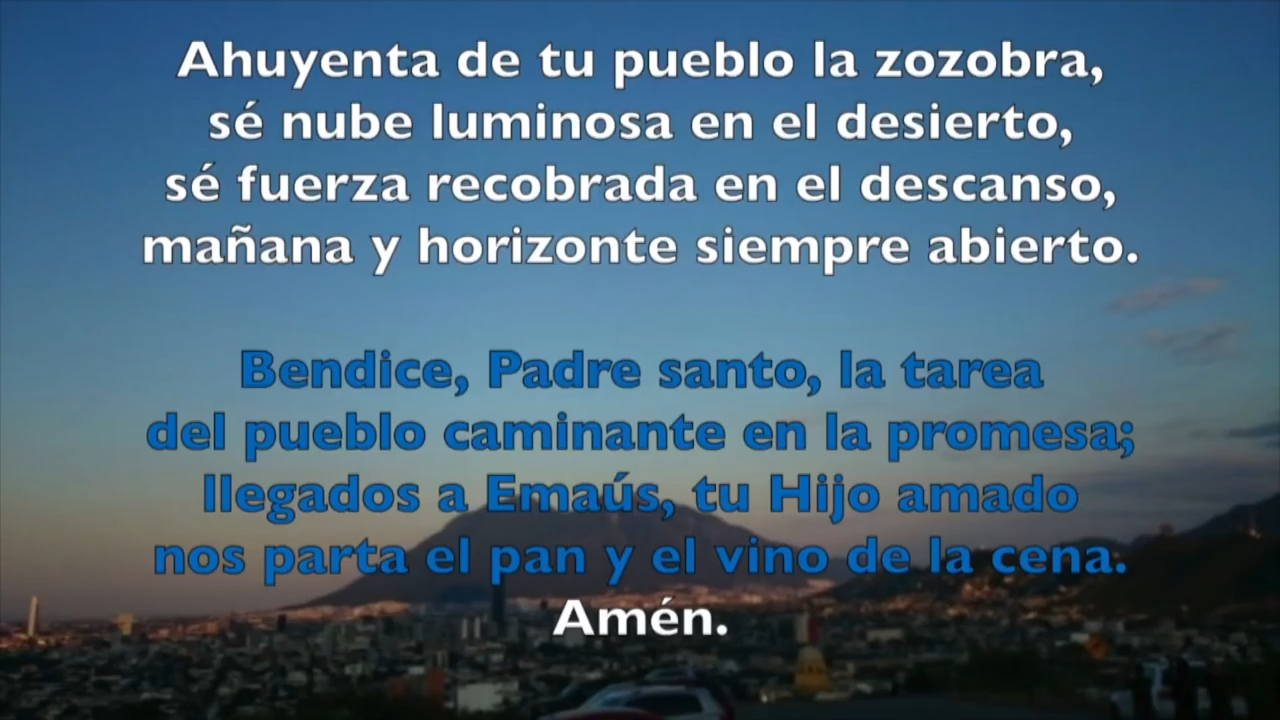 Ahuyenta de tu pueblo la zozobra,
sé nube luminosa en el desierto,
sé fuerza recobrada en el descanso,
mañana y horizonte siempre abierto.
Bendice, Padre santo, la tarea
del pueblo caminante en la promesa;
llegados a Emaús, tu Hijo amado
nos parta el pan y el vino de la cena.
Amén.